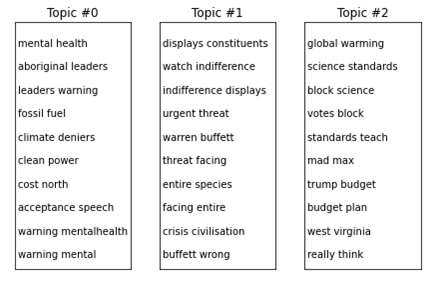 Topic #0
mental health
aboriginal leaders
leaders warning
fossil fuel
climate deniers
clean power
cost north
acceptance speech
warning mentalhealth
warning mental
Topic #1
displays constituents
watch indifference
indifference displays
urgent threat
warren buffett
threat facing
entire species
facing entire
crisis civilisation
buffett wrong
Topic #2
global warming
science standards
block science
votes block
standards teach
mad max
trump budget
budget plan
west virginia
really think